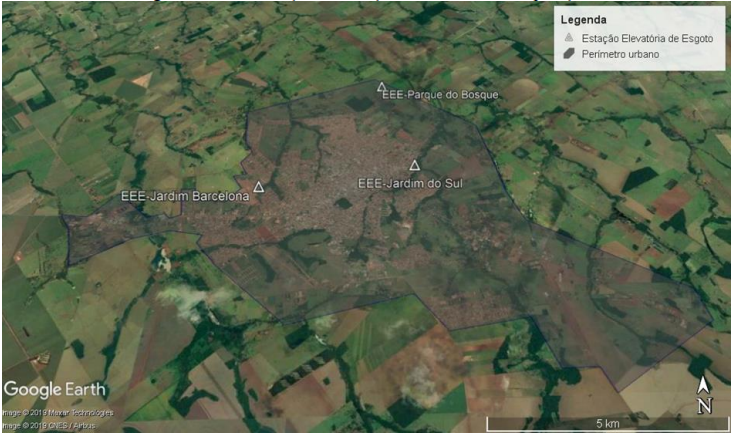 Legenda
Estação Elevatória de Esgoto
Perímetro urbano
EEE-Parque do Bosque
EEE-Jardim do Sul
EEE-Jardim Barcelona
Google Earth
Image © 2019 Maxar Technologies
Image © 2019 CNES / Airbus
N
5 km